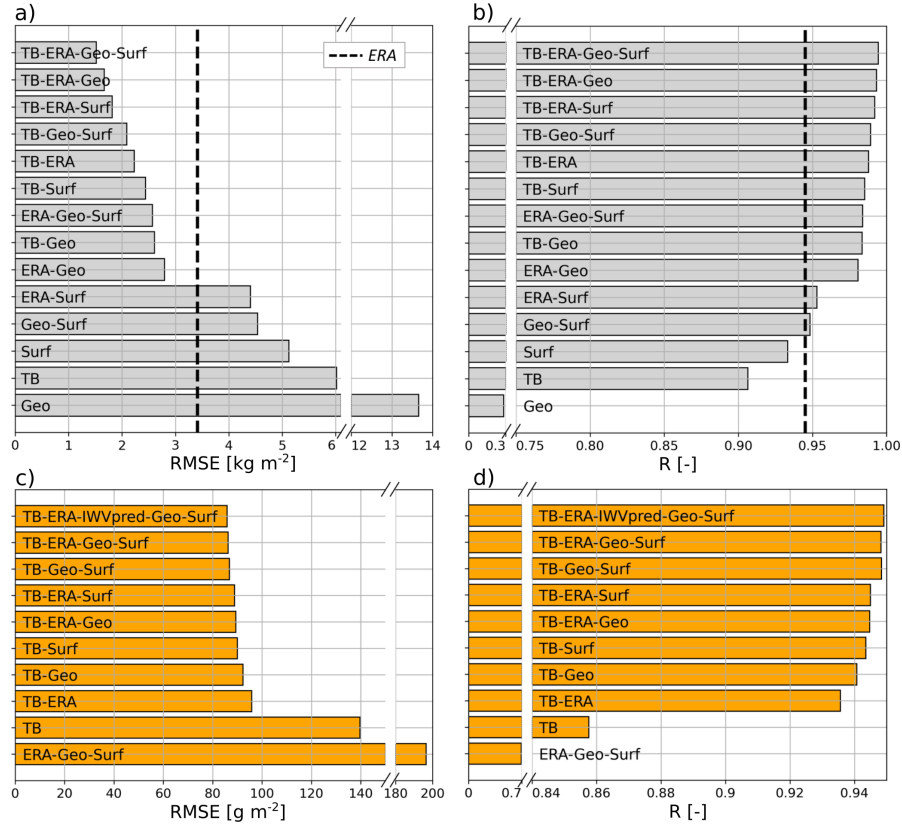 a)
TB-ERA-Geo-Surf
TB-ERA-Geo
TB-ERA-Surf
TB-Geo-Surf
TB-ERA
TB-Surf
ERA-Geo-Surf
TB-Geo
ERA-Geo
ERA-Surf
Geo-Surf
Surf
TB
Geo
ERA
0 1 2 3 4 5 6 12 13 14
RMSE [kg m⁻²]
b)
TB-ERA-Geo-Surf
TB-ERA-Geo
TB-ERA-Surf
TB-Geo-Surf
TB-ERA
TB-Surf
ERA-Geo-Surf
TB-Geo
ERA-Geo
ERA-Surf
Geo-Surf
Surf
TB
Geo
0 0.3 0.75 0.80 0.85 0.90 0.95 1.00
R [-]
c)
TB-ERA-IWVpred-Geo-Surf
TB-ERA-Geo-Surf
TB-Geo-Surf
TB-ERA-Surf
TB-ERA-Geo
TB-Surf
TB-Geo
TB-ERA
TB
ERA-Geo-Surf
0 20 40 60 80 100 120 140 180 200
RMSE [g m⁻²]
d)
TB-ERA-IWVpred-Geo-Surf
TB-ERA-Geo-Surf
TB-Geo-Surf
TB-ERA-Surf
TB-ERA-Geo
TB-Surf
TB-Geo
TB-ERA
TB
ERA-Geo-Surf
0 0.7 0.84 0.86 0.88 0.90 0.92 0.94
R [-]